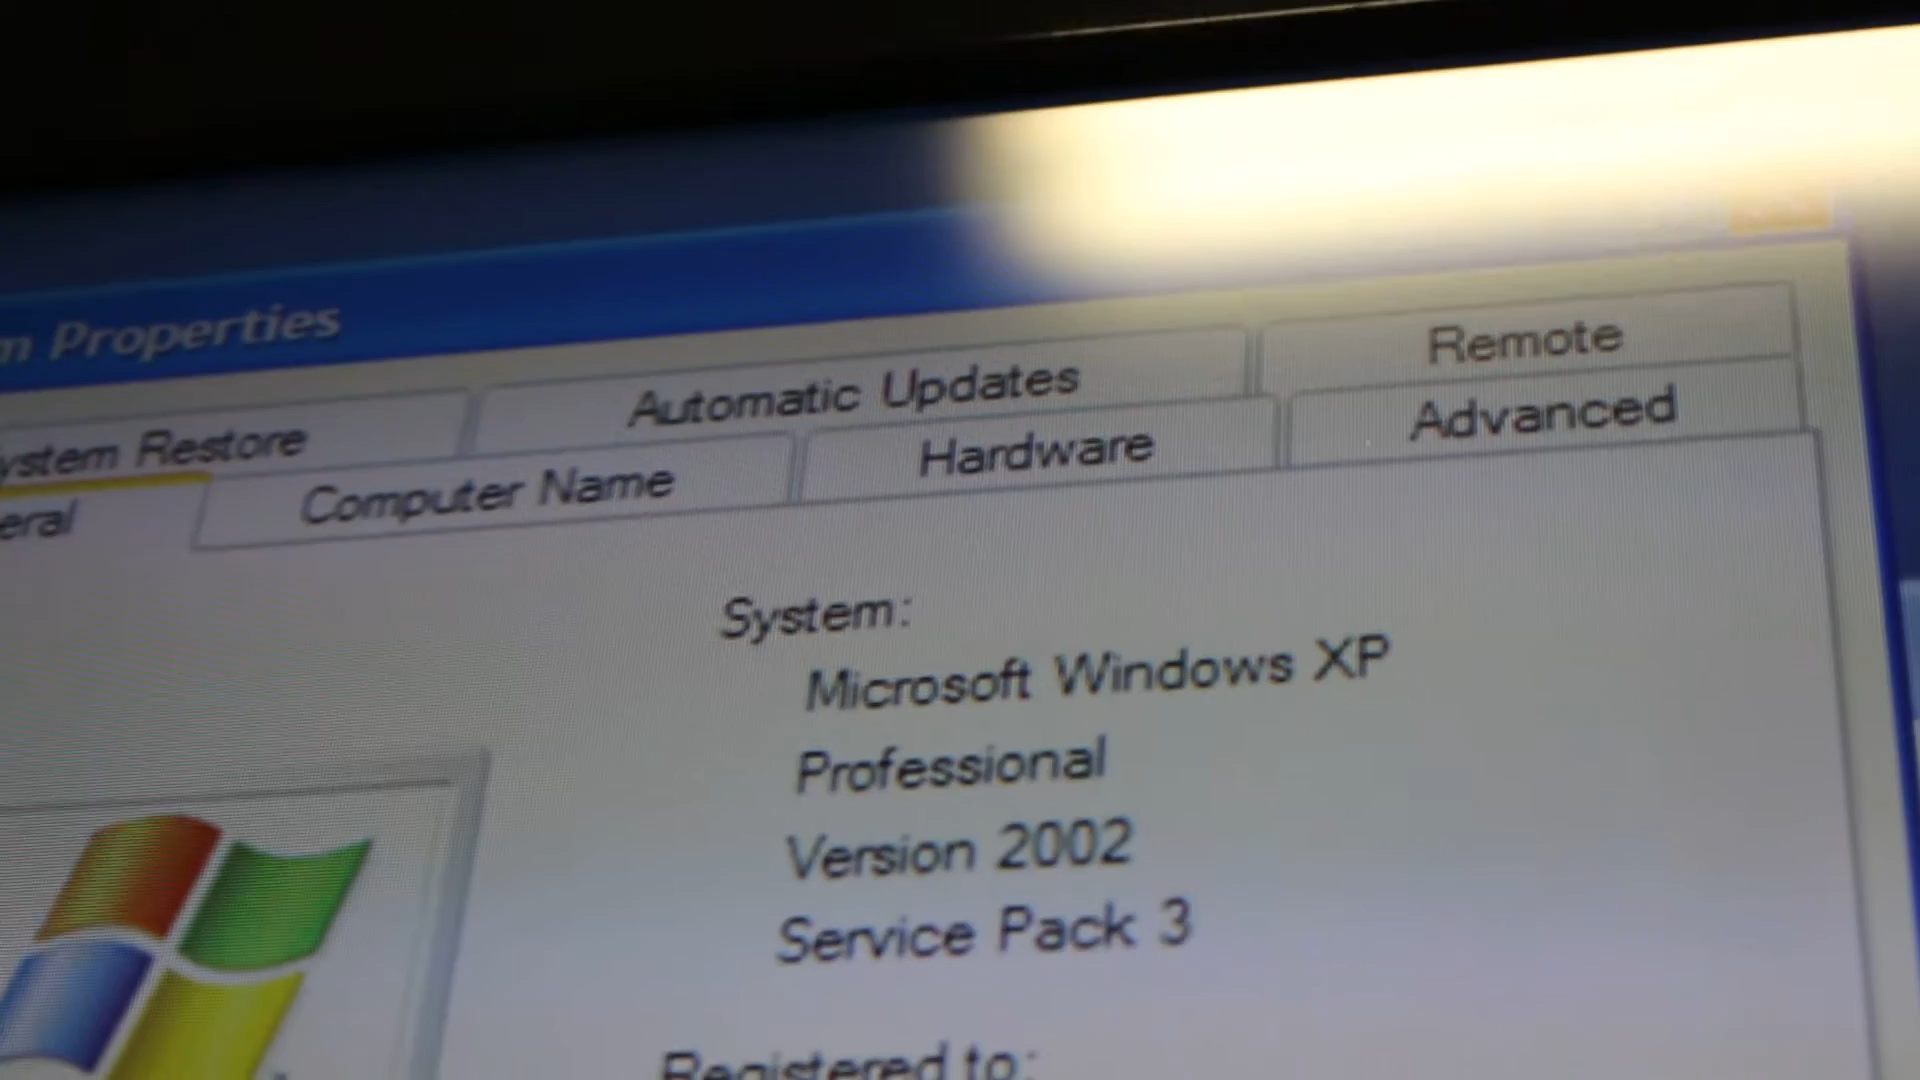 m Properties
ystem Restore
Automatic Updates
Remote
eral
Computer Name
Hardware
Advanced
System:
Microsoft Windows XP
Professional
Version 2002
Service Pack 3
Registered to: